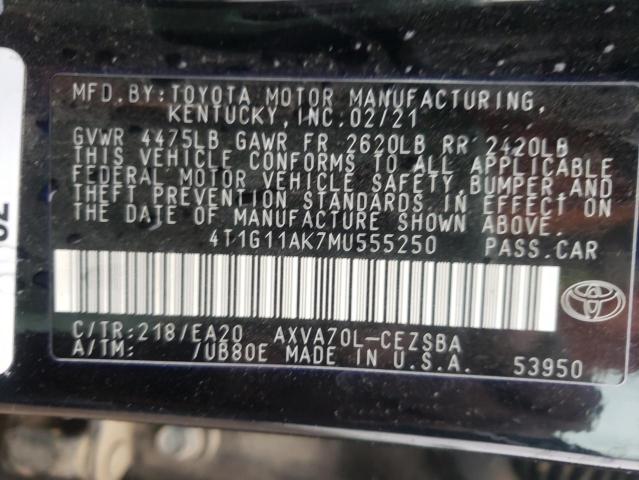 MFD.BY:TOYOTA MOTOR MANUFACTURING,
KENTUCKY, INC. 02/21
GVWR 4475LB GAWR FR 2620LB RR 2420LB
THIS VEHICLE CONFORMS TO ALL APPLICABLE
FEDERAL MOTOR VEHICLE SAFETY, BUMPER, AND
THEFT PREVENTION STANDARDS IN EFFECT ON
THE DATE OF MANUFACTURE SHOWN ABOVE.
4T1G11AK7MU555250 PASS.CAR
C/TR:218/EA20 AXVA70L-CEZSBA
A/TM: /UB80E MADE IN U.S.A. 53950